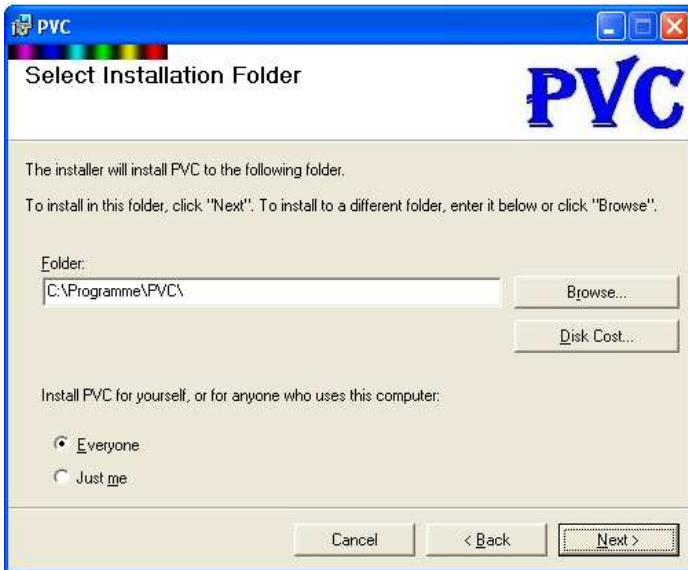 PVC
Select Installation Folder
PVC
The installer will install PVC to the following folder.
To install in this folder, click "Next". To install to a different folder, enter it below or click "Browse".
Folder:
C:\Programme\PVC\
Browse...
Disk Cost...
Install PVC for yourself, or for anyone who uses this computer:
Everyone
Just me
Cancel
< Back
Next >